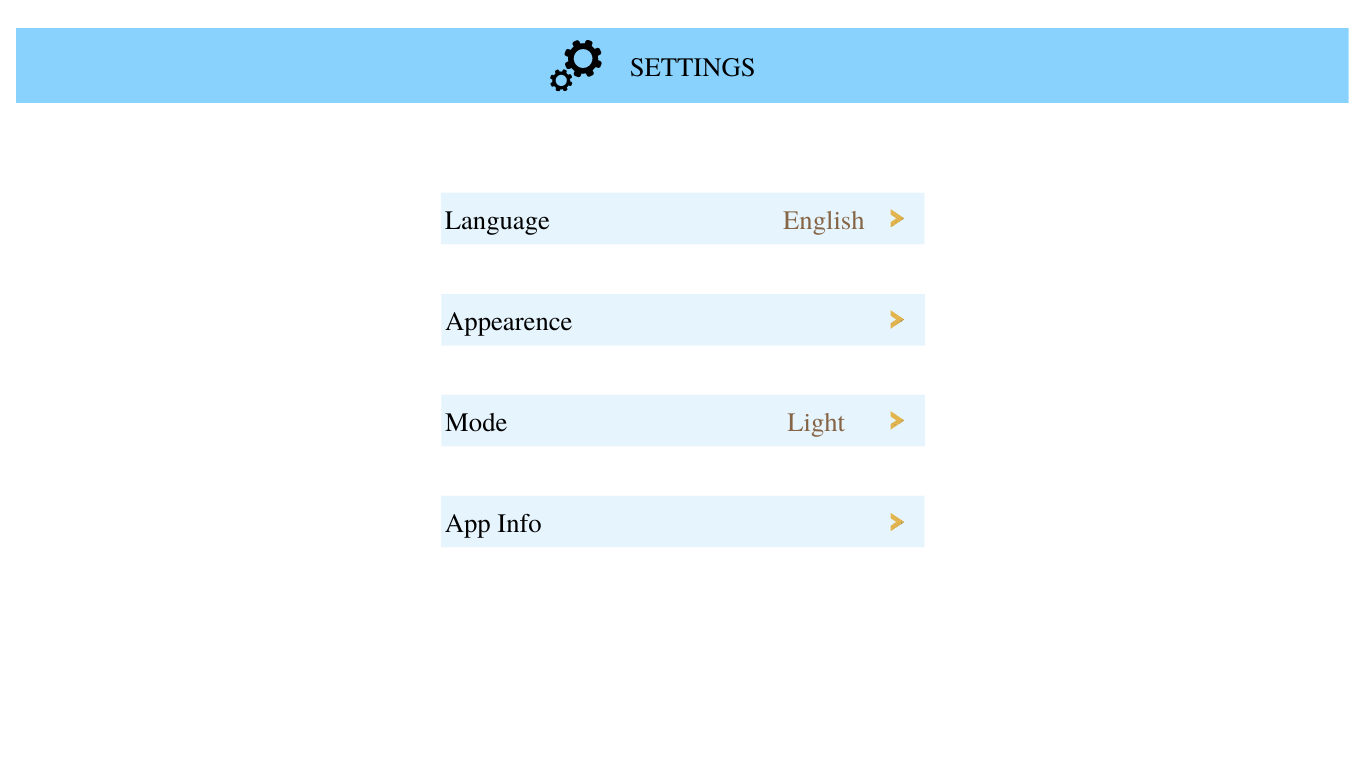 SETTINGS
Language English >
Appearence >
Mode Light >
App Info >